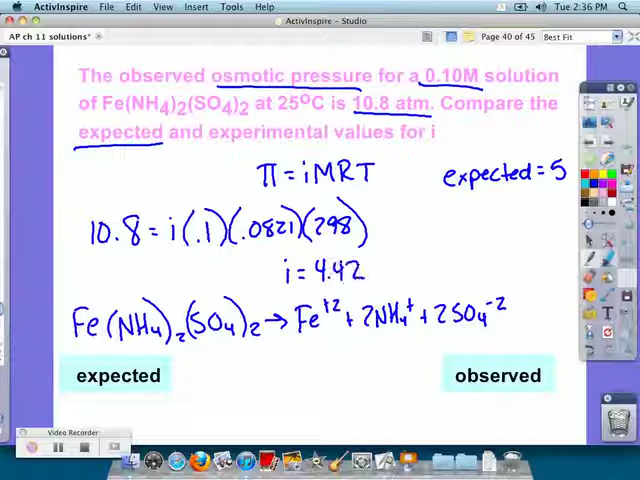 ActivInspire File Edit View Insert Tools Help Tue 2:36 PM
ActivInspire - Studio
AP ch 11 solutions* Page 40 of 45 Best Fit
The observed osmotic pressure for a 0.10M solution
of Fe(NH4)2(SO4)2 at 25ºC is 10.8 atm. Compare the
expected and experimental values for i
π = iMRT expected = 5
10.8 = i(.1)(.0821)(298)
i = 4.42
Fe(NH₄)₂(SO₄)₂ → Fe⁺² + 2NH₄⁺ + 2SO₄⁻²
expected observed
Video Recorder